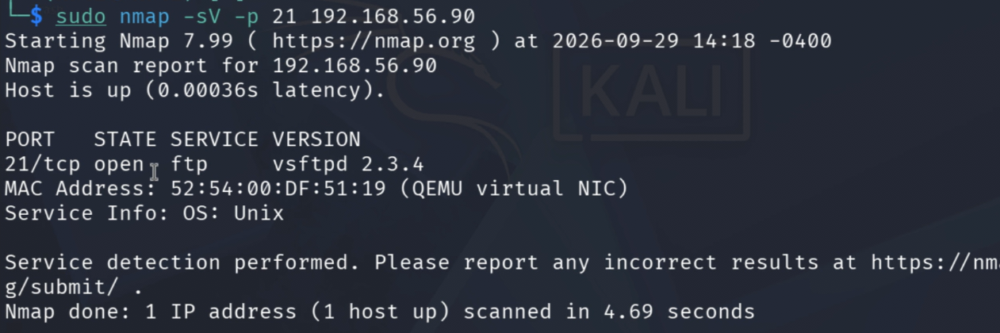 └─$ sudo nmap -sV -p 21 192.168.56.90
Starting Nmap 7.99 ( https://nmap.org ) at 2026-09-29 14:18 -0400
Nmap scan report for 192.168.56.90
Host is up (0.00036s latency).
PORT   STATE SERVICE VERSION
21/tcp open  ftp     vsftpd 2.3.4
MAC Address: 52:54:00:DF:51:19 (QEMU virtual NIC)
Service Info: OS: Unix
Service detection performed. Please report any incorrect results at https://nm
g/submit/ .
Nmap done: 1 IP address (1 host up) scanned in 4.69 seconds
KALI